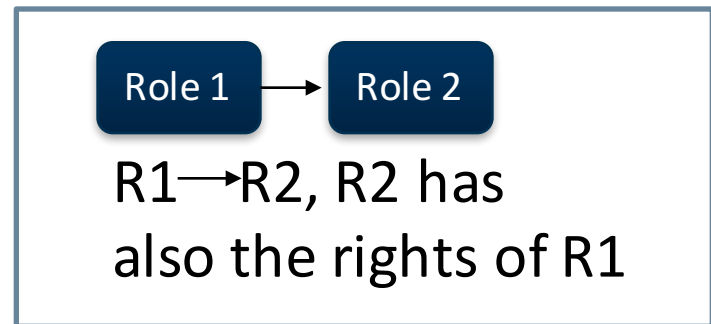 Role 1 Role 2
R1→R2, R2 has
also the rights of R1